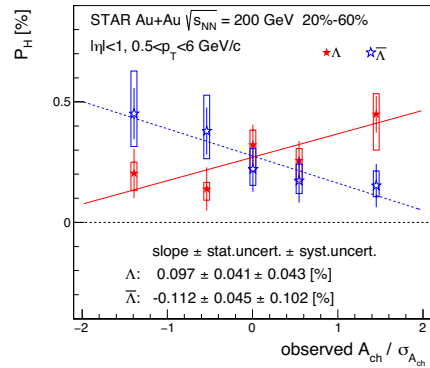 STAR Au+Au √s_NN = 200 GeV 20%-60%
|η|<1, 0.5<p_T<6 GeV/c
Λ Λ̅
P_H [%]
0.5
0
slope ± stat.uncert. ± syst.uncert.
Λ: 0.097 ± 0.041 ± 0.043 [%]
Λ̅: -0.112 ± 0.045 ± 0.102 [%]
−2 −1 0 1 2
observed A_ch / σ_A_ch